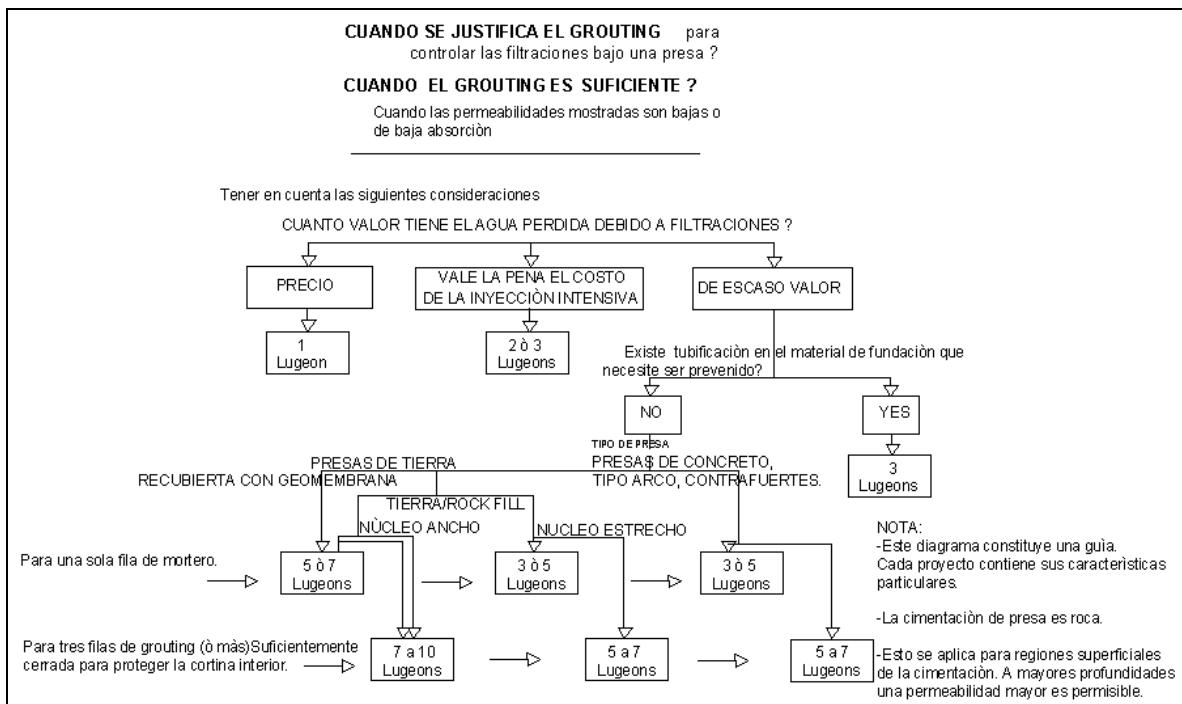 CUANDO SE JUSTIFICA EL GROUTING para
controlar las filtraciones bajo una presa ?
CUANDO EL GROUTING ES SUFICIENTE ?
Cuando las permeabilidades mostradas son bajas o
de baja absorciòn
Tener en cuenta las siguientes consideraciones
CUANTO VALOR TIENE EL AGUA PERDIDA DEBIDO A FILTRACIONES ?
PRECIO
VALE LA PENA EL COSTO
DE LA INYECCIÒN INTENSIVA
DE ESCASO VALOR
1
Lugeon
2 ò 3
Lugeons
Existe tubificaciòn en el material de fundaciòn que
necesite ser prevenido?
NO
YES
3
Lugeons
TIPO DE PRESA
PRESAS DE TIERRA
RECUBIERTA CON GEOMEMBRANA
PRESAS DE CONCRETO,
TIPO ARCO, CONTRAFUERTES.
TIERRA/ROCK FILL
NÙCLEO ANCHO
NUCLEO ESTRECHO
Para una sola fila de mortero.
5 ò 7
Lugeons
3 ò 5
Lugeons
3 ò 5
Lugeons
Para tres filas de grouting (ò màs)Suficientemente
cerrada para proteger la cortina interior.
7 a 10
Lugeons
5 a 7
Lugeons
5 a 7
Lugeons
NOTA:
-Este diagrama constituye una guìa.
Cada proyecto contiene sus caracterìsticas
particulares.
-La cimentaciòn de presa es roca.
-Esto se aplica para regiones superficiales
de la cimentaciòn. A mayores profundidades
una permeabilidad mayor es permisible.